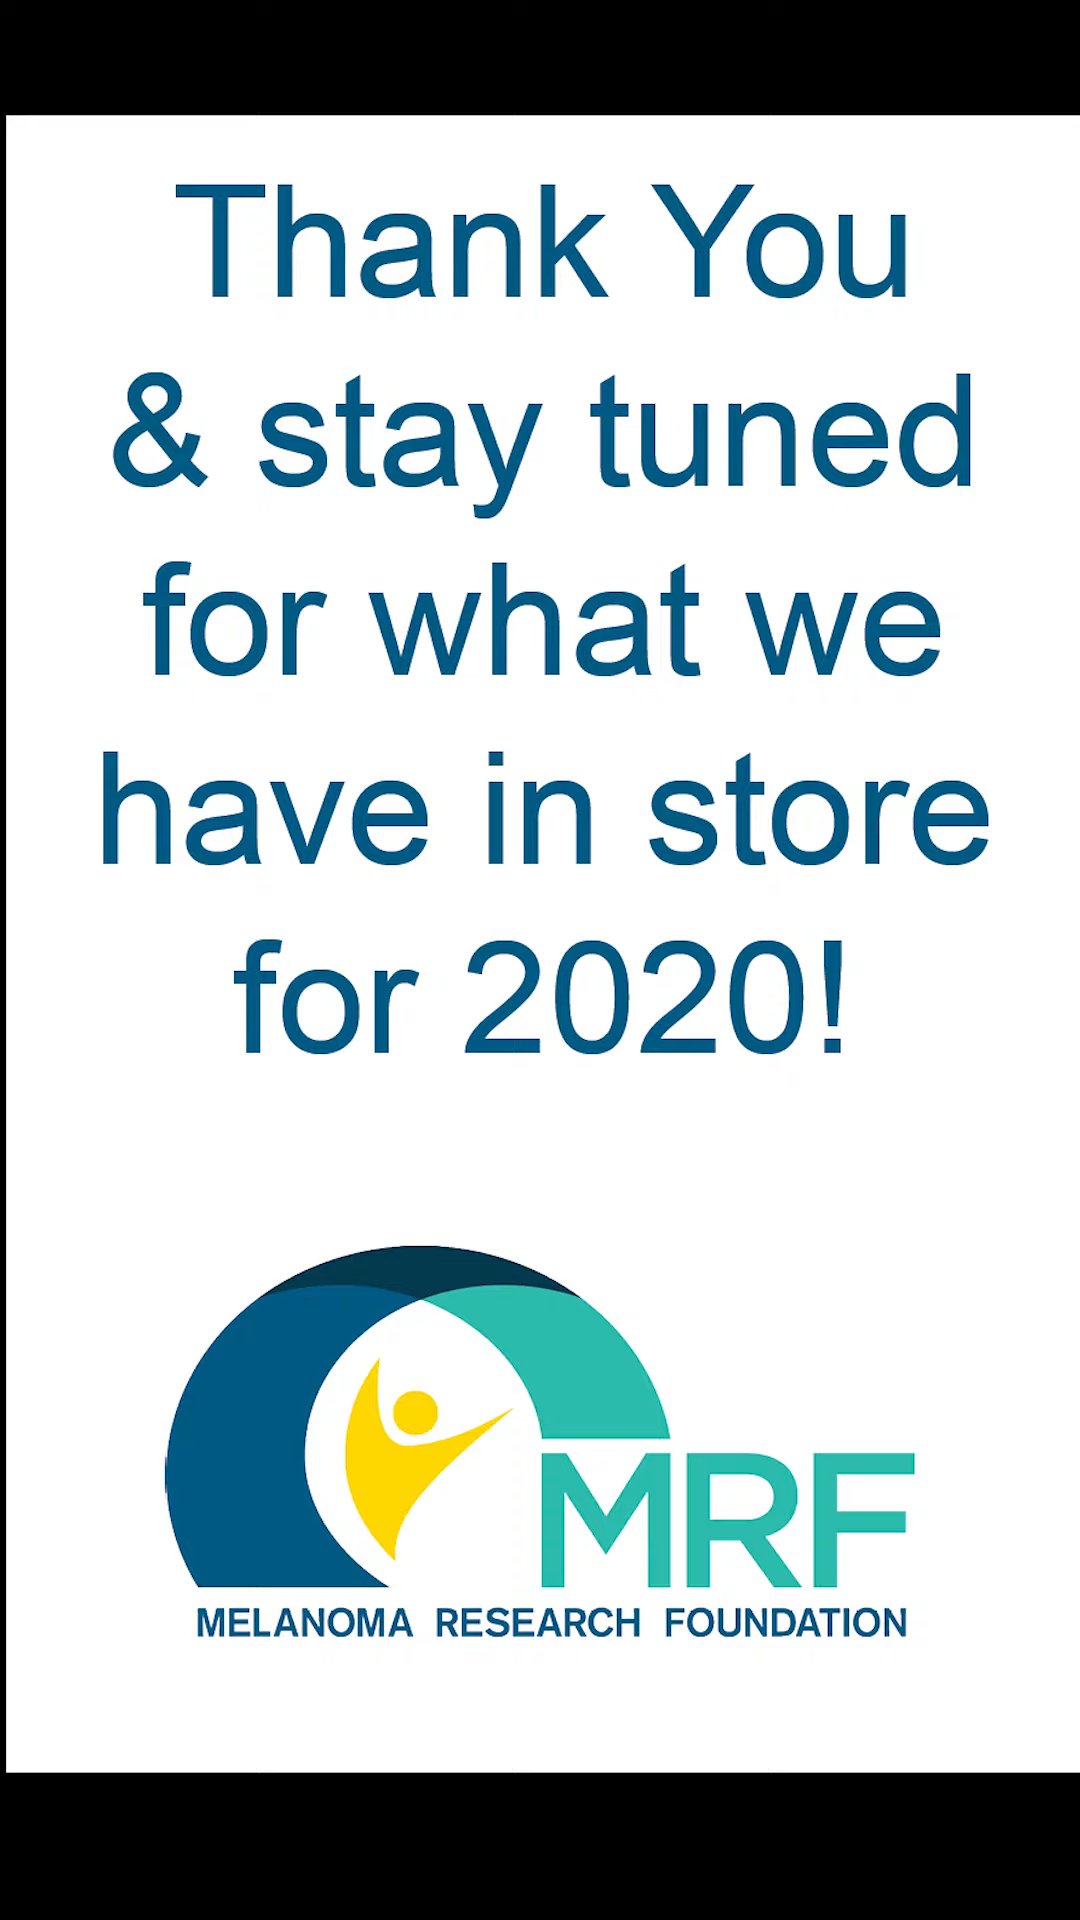 Thank You
& stay tuned
for what we
have in store
for 2020!
MRF
MELANOMA RESEARCH FOUNDATION